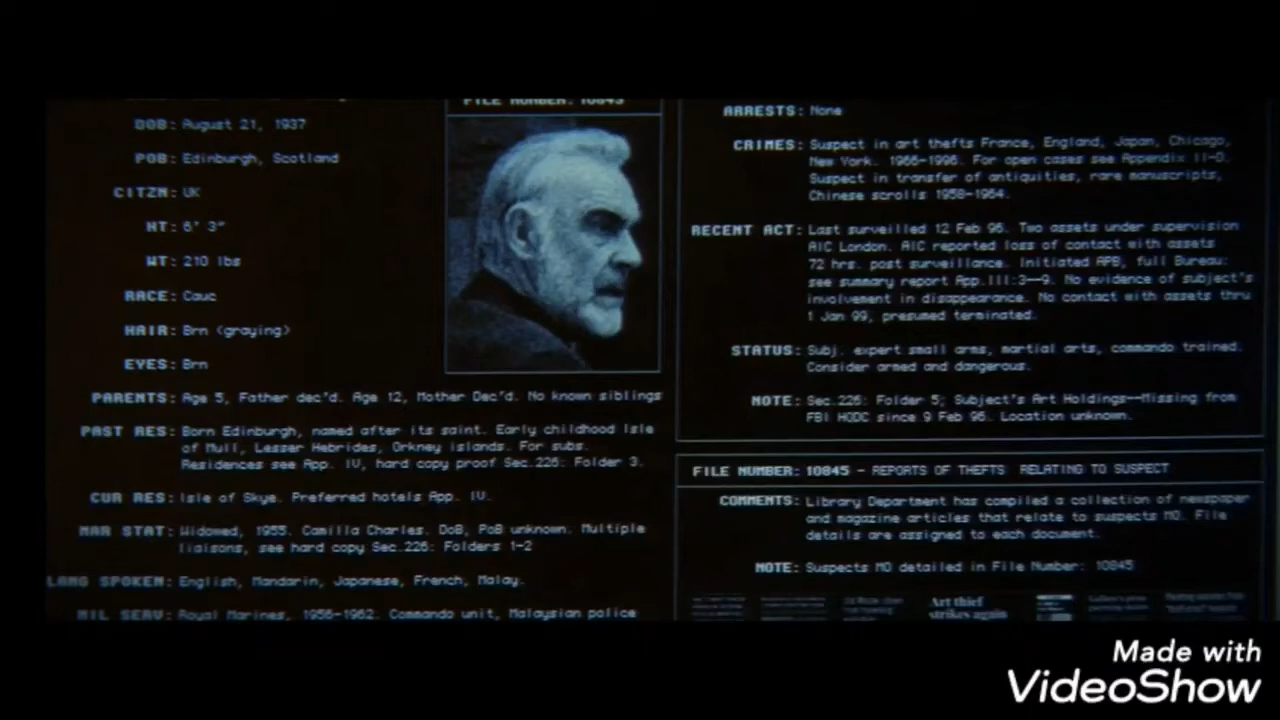 FILE NUMBER: 10845
DOB: August 21, 1937
POB: Edinburgh, Scotland
CITZN: UK
HT: 6' 3"
WT: 210 lbs
RACE: Cauc
HAIR: Brn (graying)
EYES: Brn
PARENTS: Age 5, Father dec'd. Age 12, Mother Dec'd. No known siblings
PAST RES: Born Edinburgh, named after its saint. Early childhood Isle
of Mull, Lesser Hebrides, Orkney islands. For subs.
Residences see App. IV, hard copy proof Sec.226: Folder 3.
CUR RES: Isle of Skye. Preferred hotels App. IV.
MAR STAT: Widowed, 1955. Camilla Charles. DoB, PoB unknown. Multiple
liaisons, see hard copy Sec.226: Folders 1-2
LANG SPOKEN: English, Mandarin, Japanese, French, Malay.
MIL SERV: Royal Marines, 1956-1962. Commando unit, Malaysian police
ARRESTS: None
CRIMES: Suspect in art thefts France, England, Japan, Chicago,
New York. 1966-1996. For open cases see Appendix II-D.
Suspect in transfer of antiquities, rare manuscripts,
Chinese scrolls 1958-1964.
RECENT ACT: Last surveilled 12 Feb 96. Two assets under supervision
AIC London. AIC reported loss of contact with assets
72 hrs. post surveillance. Initiated APB, full Bureau:
see summary report App.III:3--9. No evidence of subject's
involvement in disappearance. No contact with assets thru
1 Jan 99, presumed terminated.
STATUS: Subj. expert small arms, martial arts, commando trained.
Consider armed and dangerous.
NOTE: Sec.226: Folder 5; Subject's Art Holdings--Missing from
FBI HQDC since 9 Feb 96. Location unknown.
FILE NUMBER: 10845 - REPORTS OF THEFTS RELATING TO SUSPECT
COMMENTS: Library Department has compiled a collection of newspaper
and magazine articles that relate to suspects MO. File
details are assigned to each document.
NOTE: Suspects MO detailed in File Number: 10845
Art thief
strikes again
Made with
VideoShow